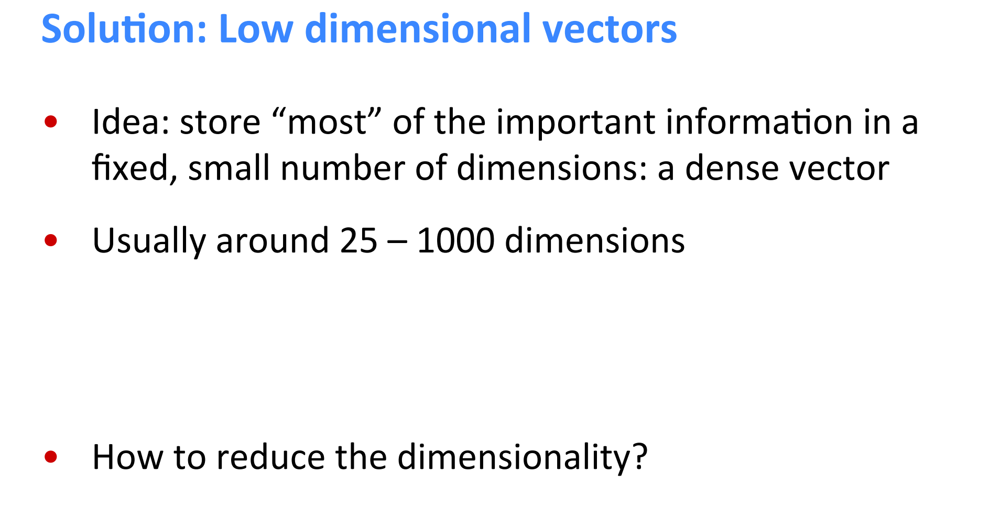 Solution: Low dimensional vectors
• Idea: store “most” of the important information in a
fixed, small number of dimensions: a dense vector
• Usually around 25 – 1000 dimensions
• How to reduce the dimensionality?